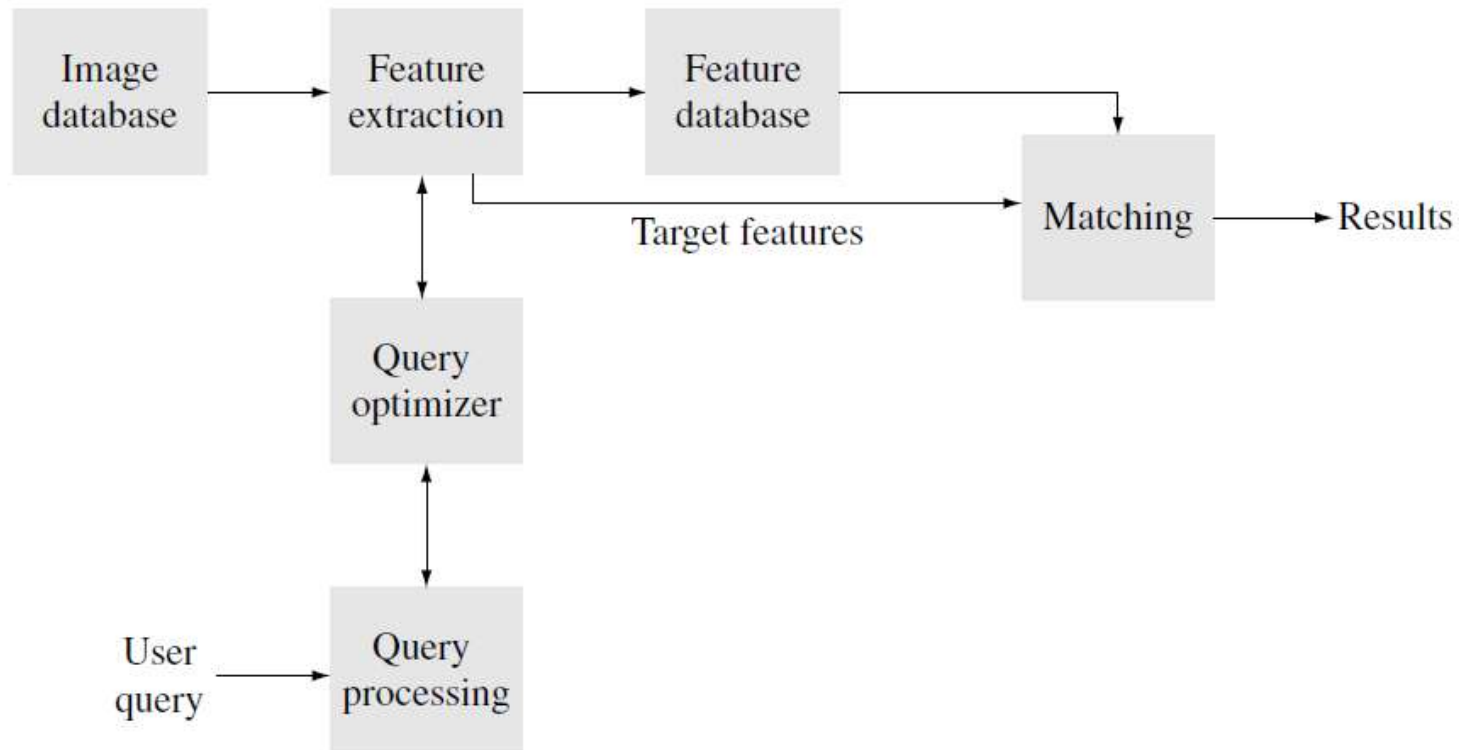 Image
database
Feature
extraction
Feature
database
Target features
Matching
Results
Query
optimizer
User
query
Query
processing